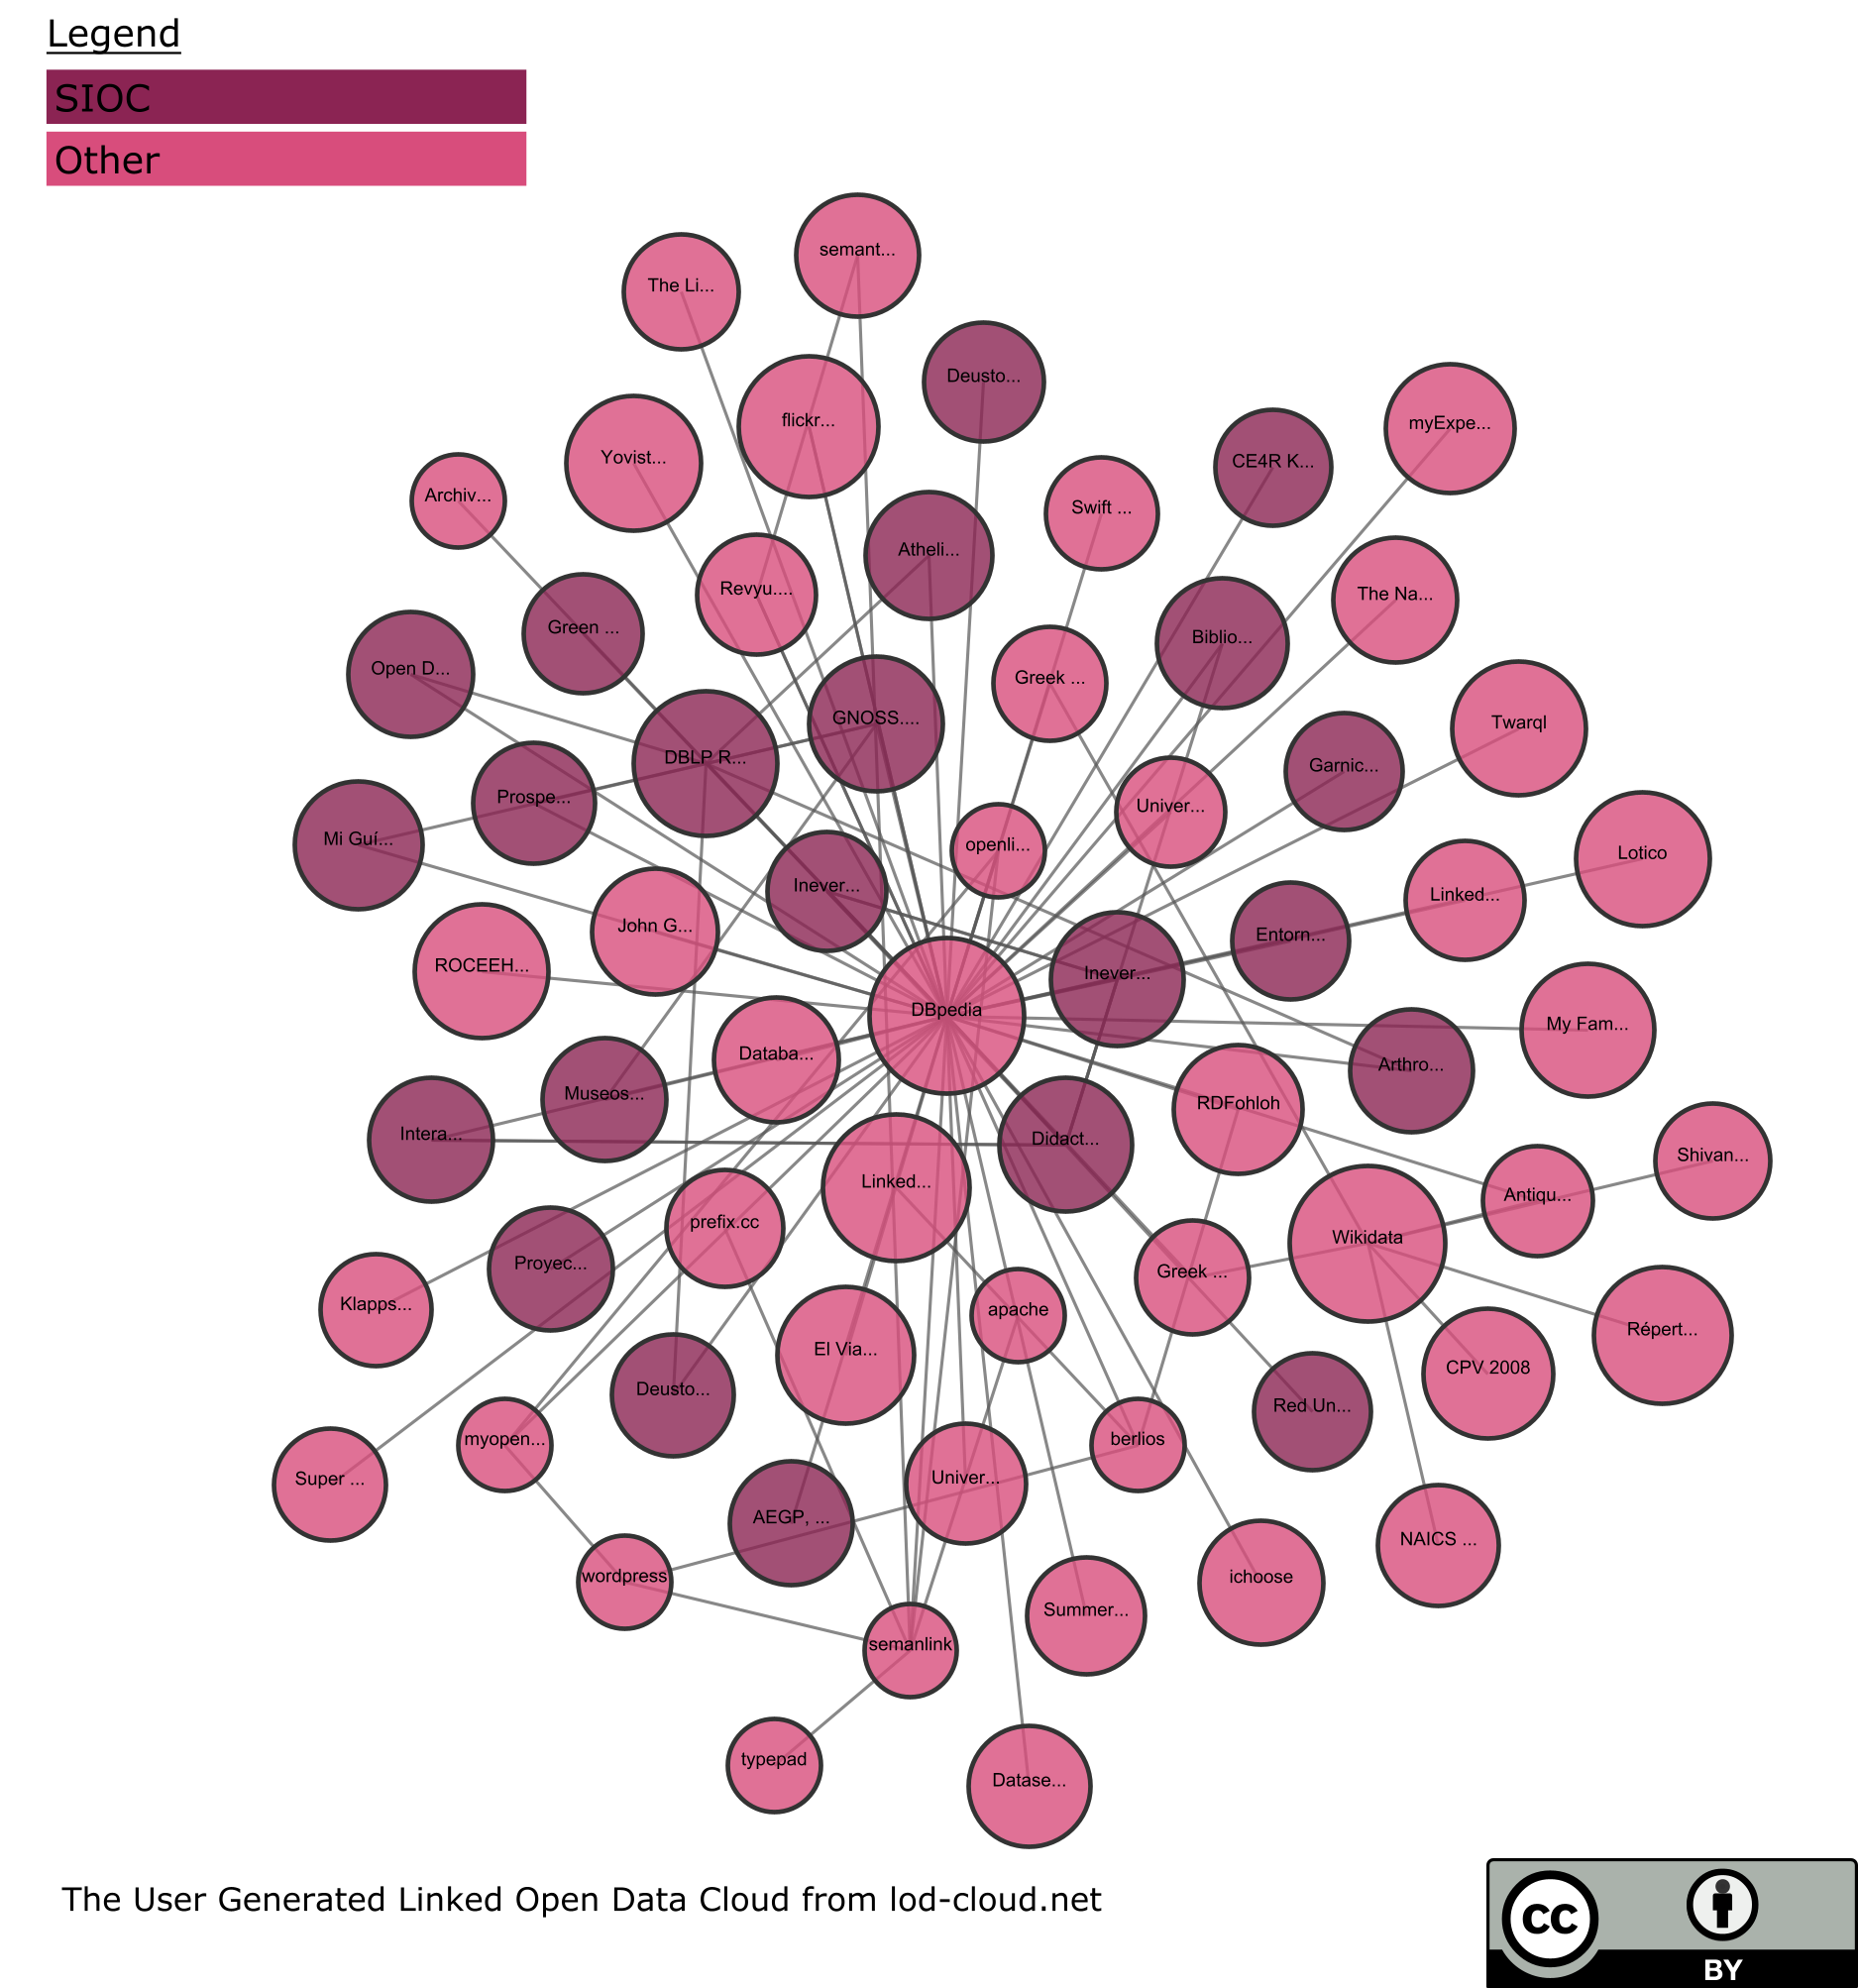 Legend
SIOC
Other
semant...
The Li...
Deusto...
flickr...
myExpe...
Yovist...
CE4R K...
Archiv...
Swift ...
Atheli...
Revyu....
The Na...
Green ...
Biblio...
Open D...
Greek ...
GNOSS....
Twarql
DBLP R...
Garnic...
Prospe...
Univer...
Mi Guí...
openli...
Lotico
Inever...
Linked...
John G...
Entorn...
ROCEEH...
Inever...
DBpedia
My Fam...
Databa...
Arthro...
Museos...
RDFohloh
Intera...
Didact...
Shivan...
Linked...
Antiqu...
prefix.cc
Wikidata
Proyec...
Greek ...
Klapps...
apache
Répert...
El Via...
CPV 2008
Deusto...
Red Un...
myopen...
berlios
Super ...
Univer...
AEGP, ...
NAICS ...
wordpress
ichoose
Summer...
semanlink
typepad
Datase...
The User Generated Linked Open Data Cloud from lod-cloud.net
cc
BY